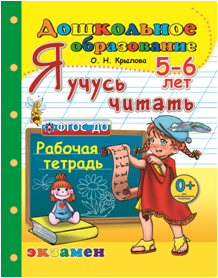 Дошкольное
образование
О. Н. Крылова
Я учусь
читать
5–6
лет
ФГОС ДО
Рабочая
тетрадь
0+
экзамен